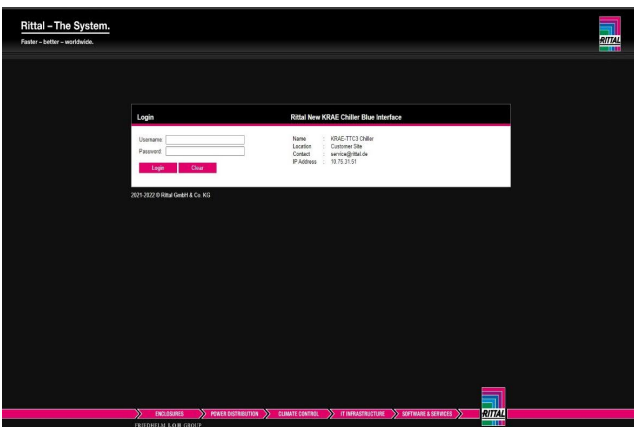 Rittal – The System.
Faster – better – worldwide.
RITTAL
Login
Rittal New KRAE Chiller Blue Interface
Username
Password
Login Clear
Name : KRAE-TTC3 Chiller
Location : Customer Site
Contact : service@rittal.de
IP Address : 10.75.31.51
2021-2022 © Rittal GmbH & Co. KG
ENCLOSURES
POWER DISTRIBUTION
CLIMATE CONTROL
IT INFRASTRUCTURE
SOFTWARE & SERVICES
RITTAL
FRIEDHELM LOH GROUP